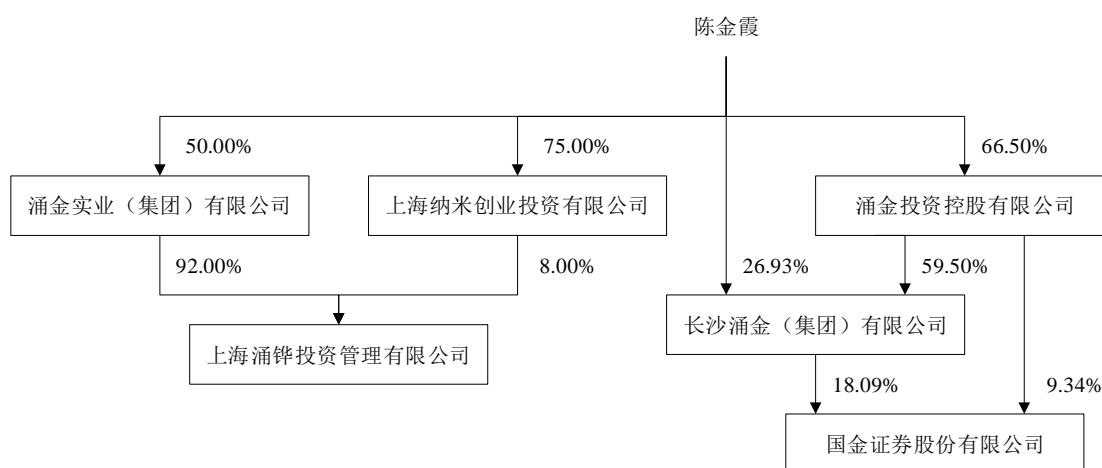 陈金霞
50.00%
75.00%
66.50%
涌金实业（集团）有限公司
上海纳米创业投资有限公司
涌金投资控股有限公司
92.00%
8.00%
26.93%
59.50%
长沙涌金（集团）有限公司
上海涌铧投资管理有限公司
18.09%
9.34%
国金证券股份有限公司